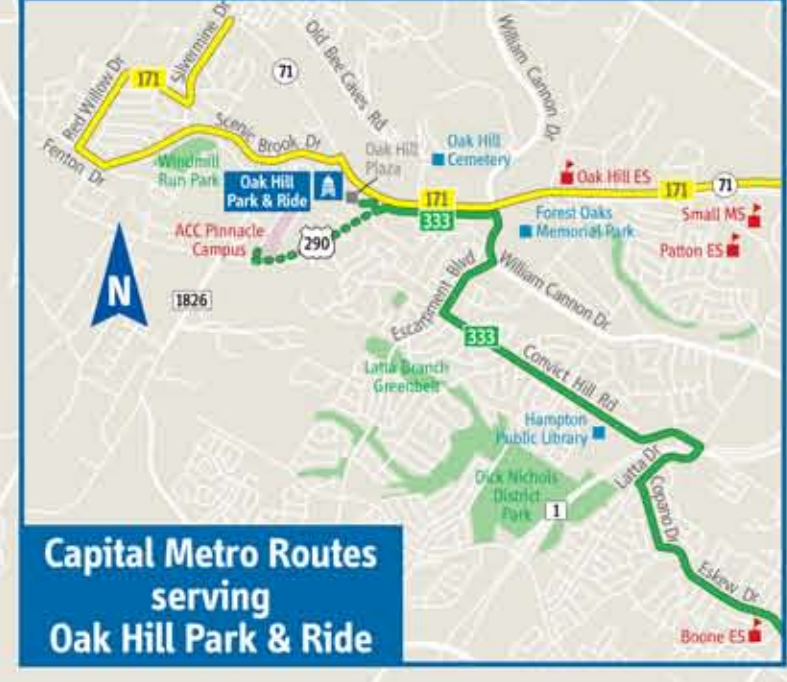 Silvermine Dr
Old Bee Caves Rd
William Cannon Dr
171
71
Red Willow Dr
Fenton Dr
Scenic Brook Dr
Oak Hill
Plaza
Oak Hill
Cemetery
Windmill
Run Park
Oak Hill
Park & Ride
Oak Hill ES
171
333
171
71
Small MS
Forest Oaks
Memorial Park
Patton ES
ACC Pinnacle
Campus
290
N
1826
Escarpment Blvd
William Cannon Dr
333
Latta Branch
Greenbelt
Convict Hill Rd
Hampton
Public Library
Latta Dr
Dick Nichols
District
Park
1
Copano Dr
Eskew Dr
Boone ES
Capital Metro Routes
serving
Oak Hill Park & Ride